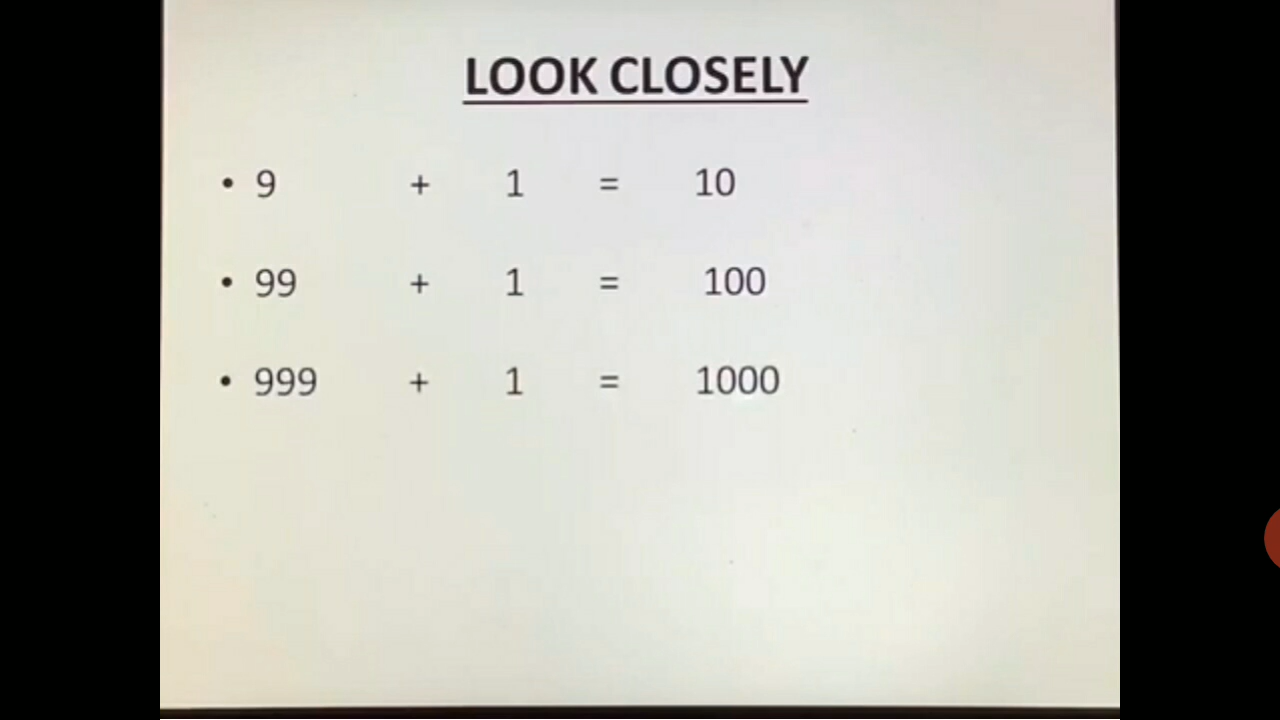 LOOK CLOSELY
• 9 + 1 = 10
• 99 + 1 = 100
• 999 + 1 = 1000